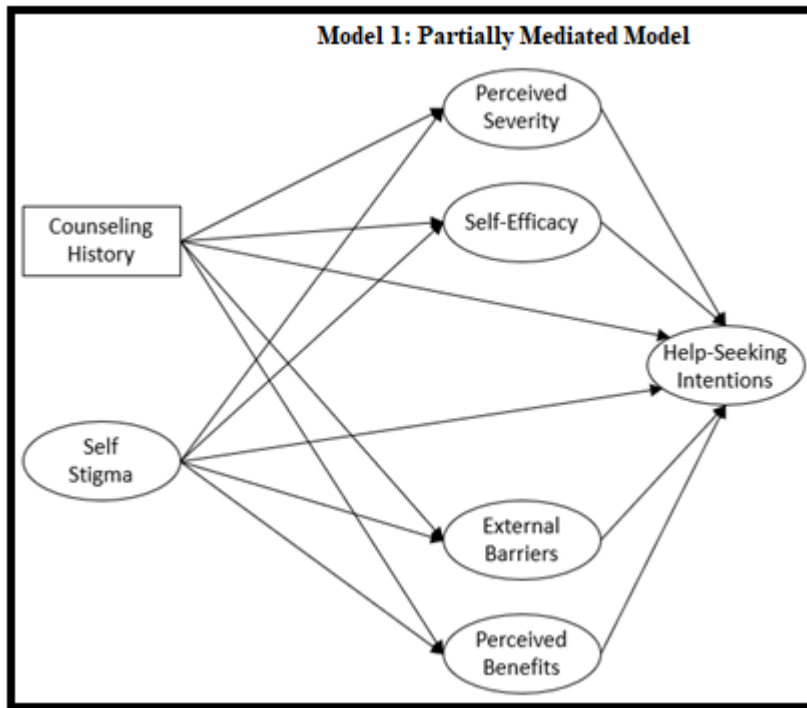 Model 1: Partially Mediated Model
Perceived
Severity
Counseling
History
Self-Efficacy
Help-Seeking
Intentions
Self
Stigma
External
Barriers
Perceived
Benefits